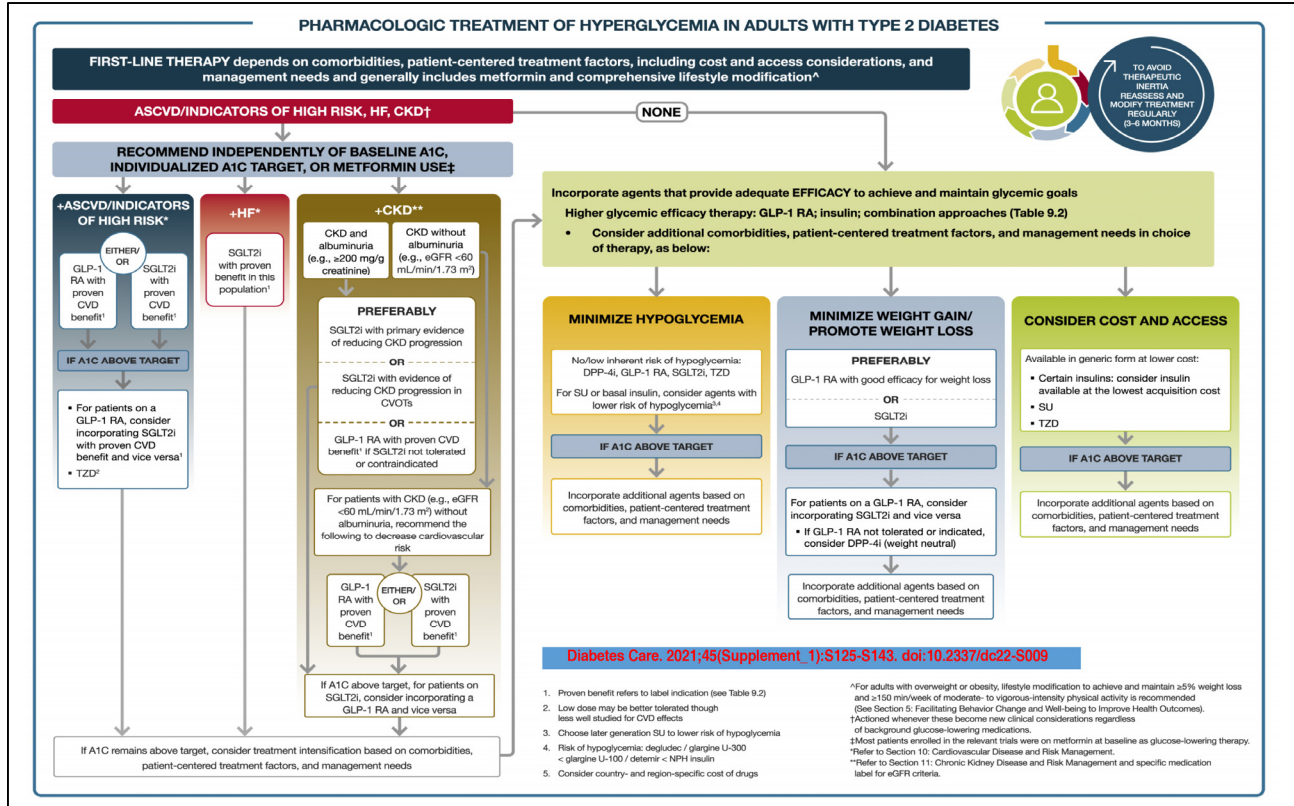 PHARMACOLOGIC TREATMENT OF HYPERGLYCEMIA IN ADULTS WITH TYPE 2 DIABETES
FIRST-LINE THERAPY depends on comorbidities, patient-centered treatment factors, including cost and access considerations, and
management needs and generally includes metformin and comprehensive lifestyle modification^
TO AVOID
THERAPEUTIC
INERTIA
REASSESS AND
MODIFY TREATMENT
REGULARLY
(3–6 MONTHS)
ASCVD/INDICATORS OF HIGH RISK, HF, CKD†
NONE
RECOMMEND INDEPENDENTLY OF BASELINE A1C,
INDIVIDUALIZED A1C TARGET, OR METFORMIN USE‡
+ASCVD/INDICATORS
OF HIGH RISK*
EITHER/
OR
GLP-1
RA with
proven
CVD
benefit¹
SGLT2i
with
proven
CVD
benefit¹
IF A1C ABOVE TARGET
▪ For patients on a
GLP-1 RA, consider
incorporating SGLT2i
with proven CVD
benefit and vice versa¹
▪ TZD²
+HF*
SGLT2i
with proven
benefit in this
population¹
+CKD**
CKD and
albuminuria
(e.g., ≥200 mg/g
creatinine)
CKD without
albuminuria
(e.g., eGFR <60
mL/min/1.73 m²)
PREFERABLY
SGLT2i with primary evidence
of reducing CKD progression
OR
SGLT2i with evidence of
reducing CKD progression in
CVOTs
OR
GLP-1 RA with proven CVD
benefit¹ if SGLT2i not tolerated
or contraindicated
For patients with CKD (e.g., eGFR
<60 mL/min/1.73 m²) without
albuminuria, recommend the
following to decrease cardiovascular
risk
GLP-1
RA with
proven
CVD
benefit¹
EITHER/
OR
SGLT2i
with
proven
CVD
benefit¹
If A1C above target, for patients on
SGLT2i, consider incorporating
a GLP-1 RA and vice versa
If A1C remains above target, consider treatment intensification based on comorbidities,
patient-centered treatment factors, and management needs
Incorporate agents that provide adequate EFFICACY to achieve and maintain glycemic goals
Higher glycemic efficacy therapy: GLP-1 RA; insulin; combination approaches (Table 9.2)
• Consider additional comorbidities, patient-centered treatment factors, and management needs in choice
of therapy, as below:
MINIMIZE HYPOGLYCEMIA
No/low inherent risk of hypoglycemia:
DPP-4i, GLP-1 RA, SGLT2i, TZD
For SU or basal insulin, consider agents with
lower risk of hypoglycemia³,⁴
IF A1C ABOVE TARGET
Incorporate additional agents based on
comorbidities, patient-centered treatment
factors, and management needs
MINIMIZE WEIGHT GAIN/
PROMOTE WEIGHT LOSS
PREFERABLY
GLP-1 RA with good efficacy for weight loss
OR
SGLT2i
IF A1C ABOVE TARGET
For patients on a GLP-1 RA, consider
incorporating SGLT2i and vice versa
▪ If GLP-1 RA not tolerated or indicated,
consider DPP-4i (weight neutral)
Incorporate additional agents based on
comorbidities, patient-centered treatment
factors, and management needs
CONSIDER COST AND ACCESS
Available in generic form at lower cost:
▪ Certain insulins: consider insulin
available at the lowest acquisition cost
▪ SU
▪ TZD
IF A1C ABOVE TARGET
Incorporate additional agents based on
comorbidities, patient-centered treatment
factors, and management needs
Diabetes Care. 2021;45(Supplement_1):S125-S143. doi:10.2337/dc22-S009
1. Proven benefit refers to label indication (see Table 9.2)
2. Low dose may be better tolerated though
less well studied for CVD effects
3. Choose later generation SU to lower risk of hypoglycemia
4. Risk of hypoglycemia: degludec / glargine U-300
< glargine U-100 / detemir < NPH insulin
5. Consider country- and region-specific cost of drugs
^For adults with overweight or obesity, lifestyle modification to achieve and maintain ≥5% weight loss
and ≥150 min/week of moderate- to vigorous-intensity physical activity is recommended
(See Section 5: Facilitating Behavior Change and Well-being to Improve Health Outcomes).
†Actioned whenever these become new clinical considerations regardless
of background glucose-lowering medications.
‡Most patients enrolled in the relevant trials were on metformin at baseline as glucose-lowering therapy.
*Refer to Section 10: Cardiovascular Disease and Risk Management.
**Refer to Section 11: Chronic Kidney Disease and Risk Management and specific medication
label for eGFR criteria.